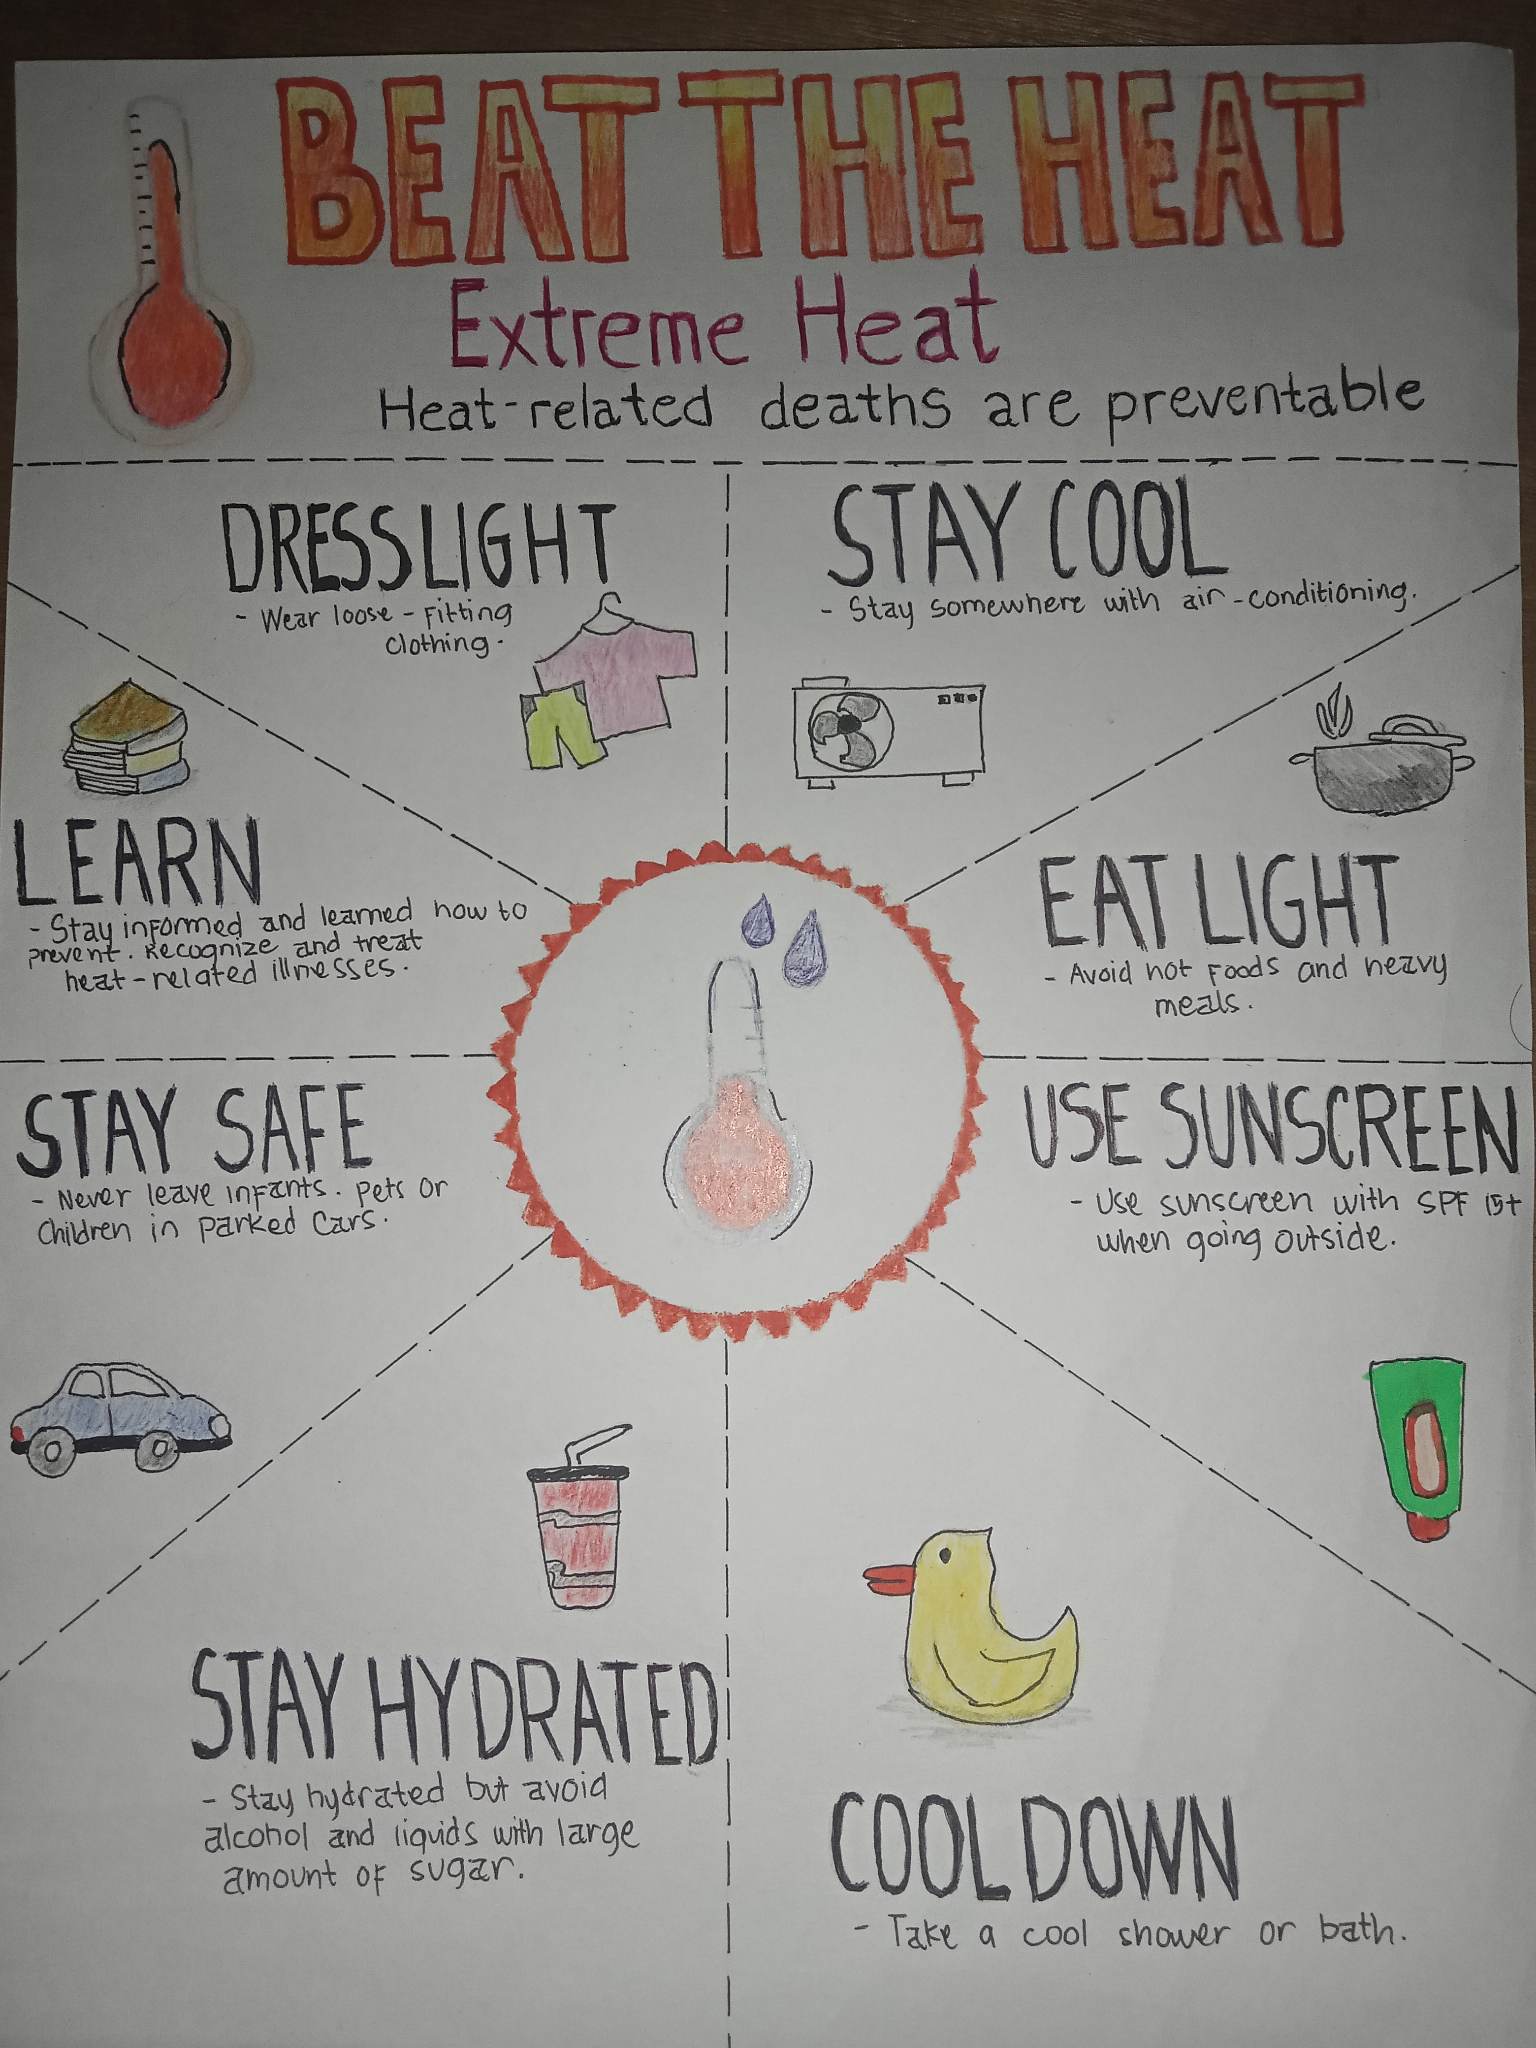 BEAT THE HEAT
Extreme Heat
Heat-related deaths are preventable
DRESS LIGHT
- Wear loose-fitting
clothing.
STAY COOL
- Stay somewhere with air-conditioning.
LEARN
- Stay informed and learned how to
prevent. Recognize and treat
heat-related illnesses.
EAT LIGHT
- Avoid hot foods and heavy
meals.
STAY SAFE
- Never leave infants. pets or
children in parked cars.
USE SUNSCREEN
- Use sunscreen with SPF 15+
when going outside.
STAY HYDRATED
- Stay hydrated but avoid
alcohol and liquids with large
amount of sugar.
COOL DOWN
- Take a cool shower or bath.